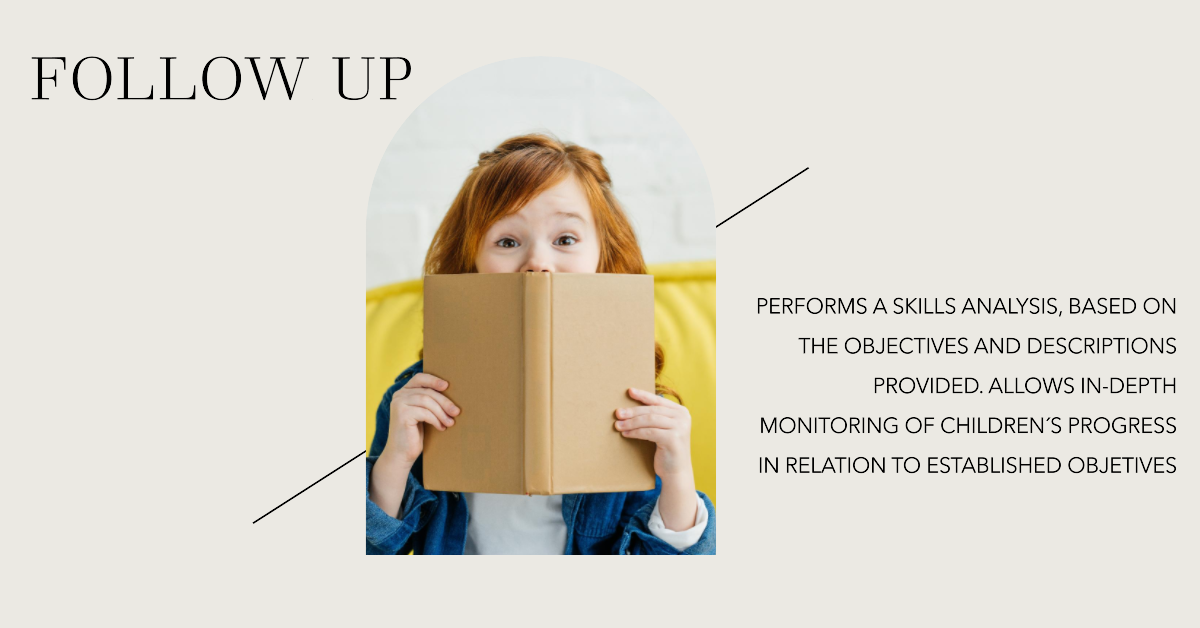 FOLLOW UP
PERFORMS A SKILLS ANALYSIS, BASED ON
THE OBJECTIVES AND DESCRIPTIONS
PROVIDED. ALLOWS IN-DEPTH
MONITORING OF CHILDREN´S PROGRESS
IN RELATION TO ESTABLISHED OBJETIVES